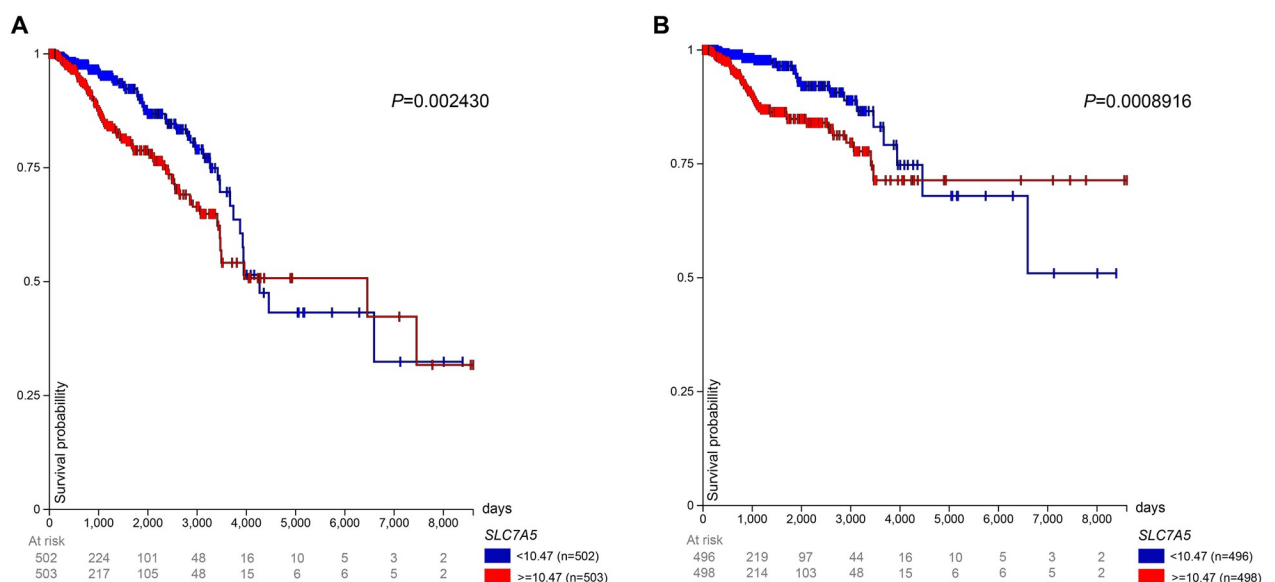 A
1
P=0.002430
0.75
0.5
0.25
Survival probabillity
0
0 1,000 2,000 3,000 4,000 5,000 6,000 7,000 8,000 days
At risk
502 224 101 48 16 10 5 3 2
503 217 105 48 15 6 6 5 2
SLC7A5
<10.47 (n=502)
>=10.47 (n=503)
B
1
P=0.0008916
0.75
0.5
0.25
Survival probabillity
0
0 1,000 2,000 3,000 4,000 5,000 6,000 7,000 8,000 days
At risk
496 219 97 44 16 10 5 3 2
498 214 103 48 15 6 6 5 2
SLC7A5
<10.47 (n=496)
>=10.47 (n=498)